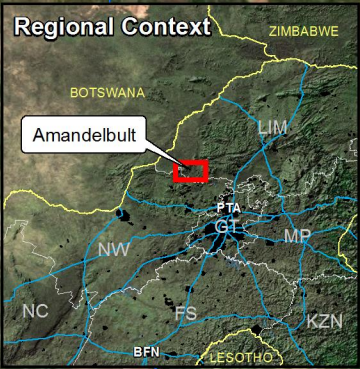 Regional Context
ZIMBABWE
BOTSWANA
LIM
Amandelbult
PTA
GT
MP
NW
NC
FS
KZN
BFN
LESOTHO